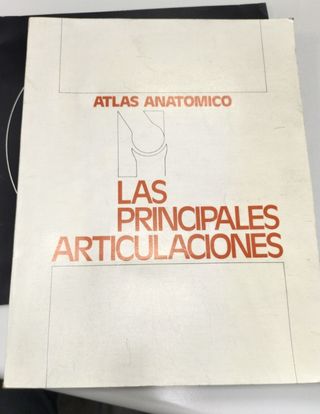 ATLAS ANATOMICO
LAS
PRINCIPALES
ARTICULACIONES